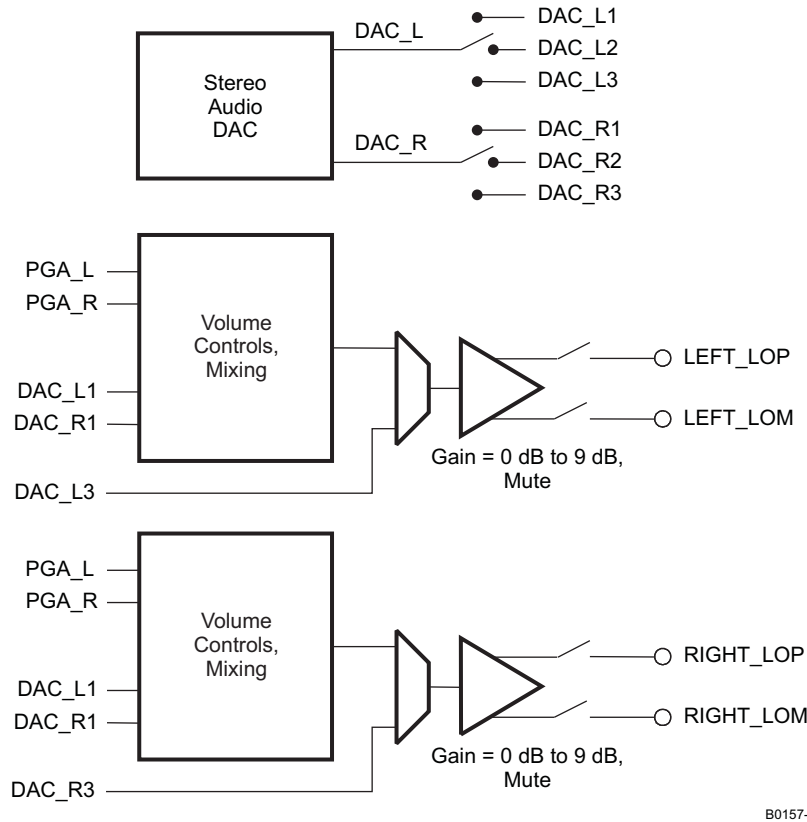 DAC_L
DAC_L1
DAC_L2
DAC_L3
Stereo
Audio
DAC
DAC_R
DAC_R1
DAC_R2
DAC_R3
PGA_L
PGA_R
DAC_L1
DAC_R1
DAC_L3
Volume
Controls,
Mixing
LEFT_LOP
LEFT_LOM
Gain = 0 dB to 9 dB,
Mute
PGA_L
PGA_R
DAC_L1
DAC_R1
DAC_R3
Volume
Controls,
Mixing
RIGHT_LOP
RIGHT_LOM
Gain = 0 dB to 9 dB,
Mute
B0157-